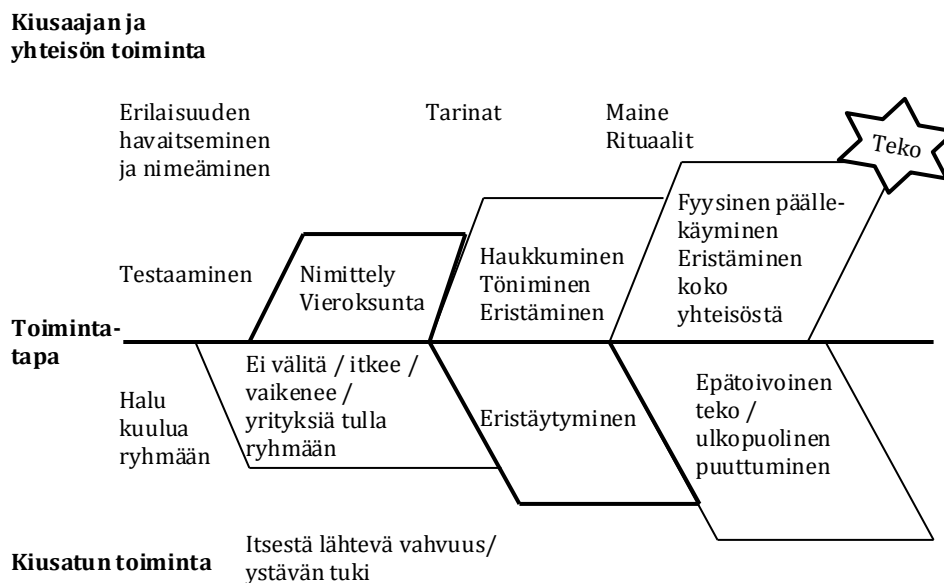 Kiusaajan ja
yhteisön toiminta
Erilaisuuden
havaitseminen
ja nimeäminen
Tarinat
Maine
Rituaalit
Teko
Testaaminen
Nimittely
Vieroksunta
Haukkuminen
Töniminen
Eristäminen
Fyysinen päälle-
käyminen
Eristäminen
koko
yhteisöstä
Toiminta-
tapa
Halu
kuulua
ryhmään
Ei välitä / itkee /
vaikenee /
yrityksiä tulla
ryhmään
Eristäytyminen
Epätoivoinen
teko /
ulkopuolinen
puuttuminen
Kiusatun toiminta
Itsestä lähtevä vahvuus/
ystävän tuki